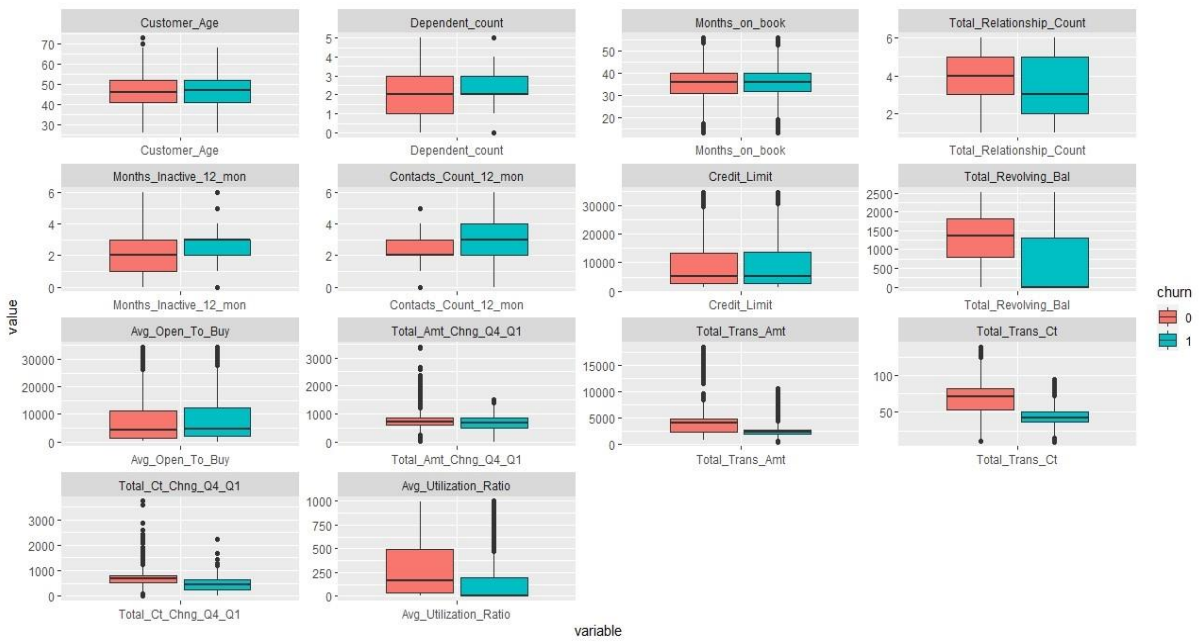 Customer_Age
70
60
50
40
30
Customer_Age
Dependent_count
5
4
3
2
1
0
Dependent_count
Months_on_book
50
40
30
20
Months_on_book
Total_Relationship_Count
6
4
2
Total_Relationship_Count
Months_Inactive_12_mon
6
4
2
0
Months_Inactive_12_mon
Contacts_Count_12_mon
6
4
2
0
Contacts_Count_12_mon
Credit_Limit
30000
20000
10000
0
Credit_Limit
Total_Revolving_Bal
2500
2000
1500
1000
500
0
Total_Revolving_Bal
value
Avg_Open_To_Buy
30000
20000
10000
0
Avg_Open_To_Buy
Total_Amt_Chng_Q4_Q1
3000
2000
1000
0
Total_Amt_Chng_Q4_Q1
Total_Trans_Amt
15000
10000
5000
0
Total_Trans_Amt
Total_Trans_Ct
100
50
Total_Trans_Ct
churn
0
1
Total_Ct_Chng_Q4_Q1
3000
2000
1000
0
Total_Ct_Chng_Q4_Q1
Avg_Utilization_Ratio
1000
750
500
250
0
Avg_Utilization_Ratio
variable